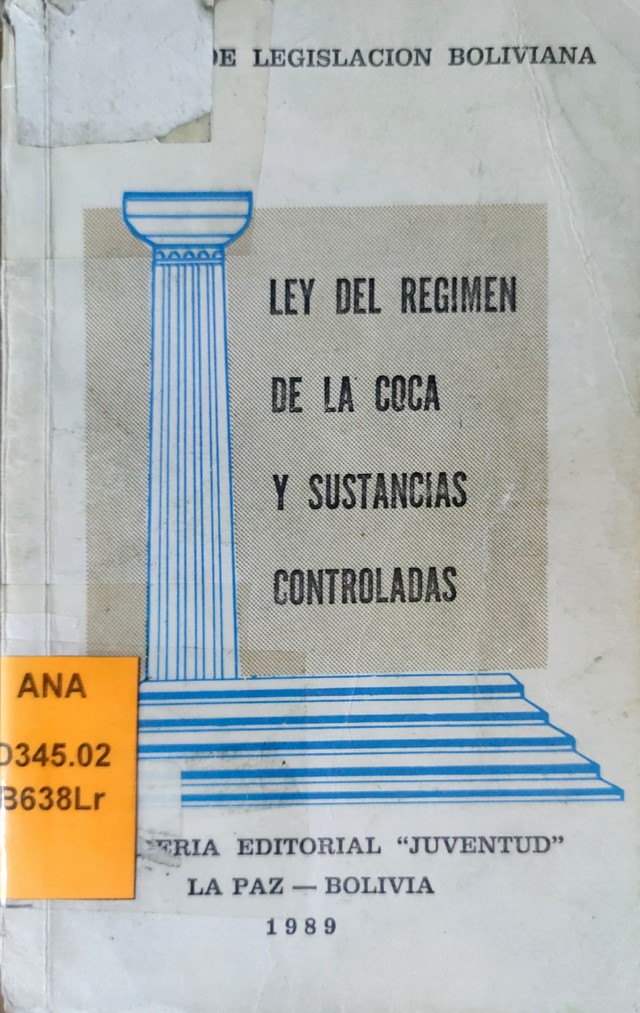 DE LEGISLACION BOLIVIANA
LEY DEL REGIMEN
DE LA COCA
Y SUSTANCIAS
CONTROLADAS
ANA
D345.02
B638Lr
ERIA EDITORIAL “JUVENTUD”
LA PAZ — BOLIVIA
1989